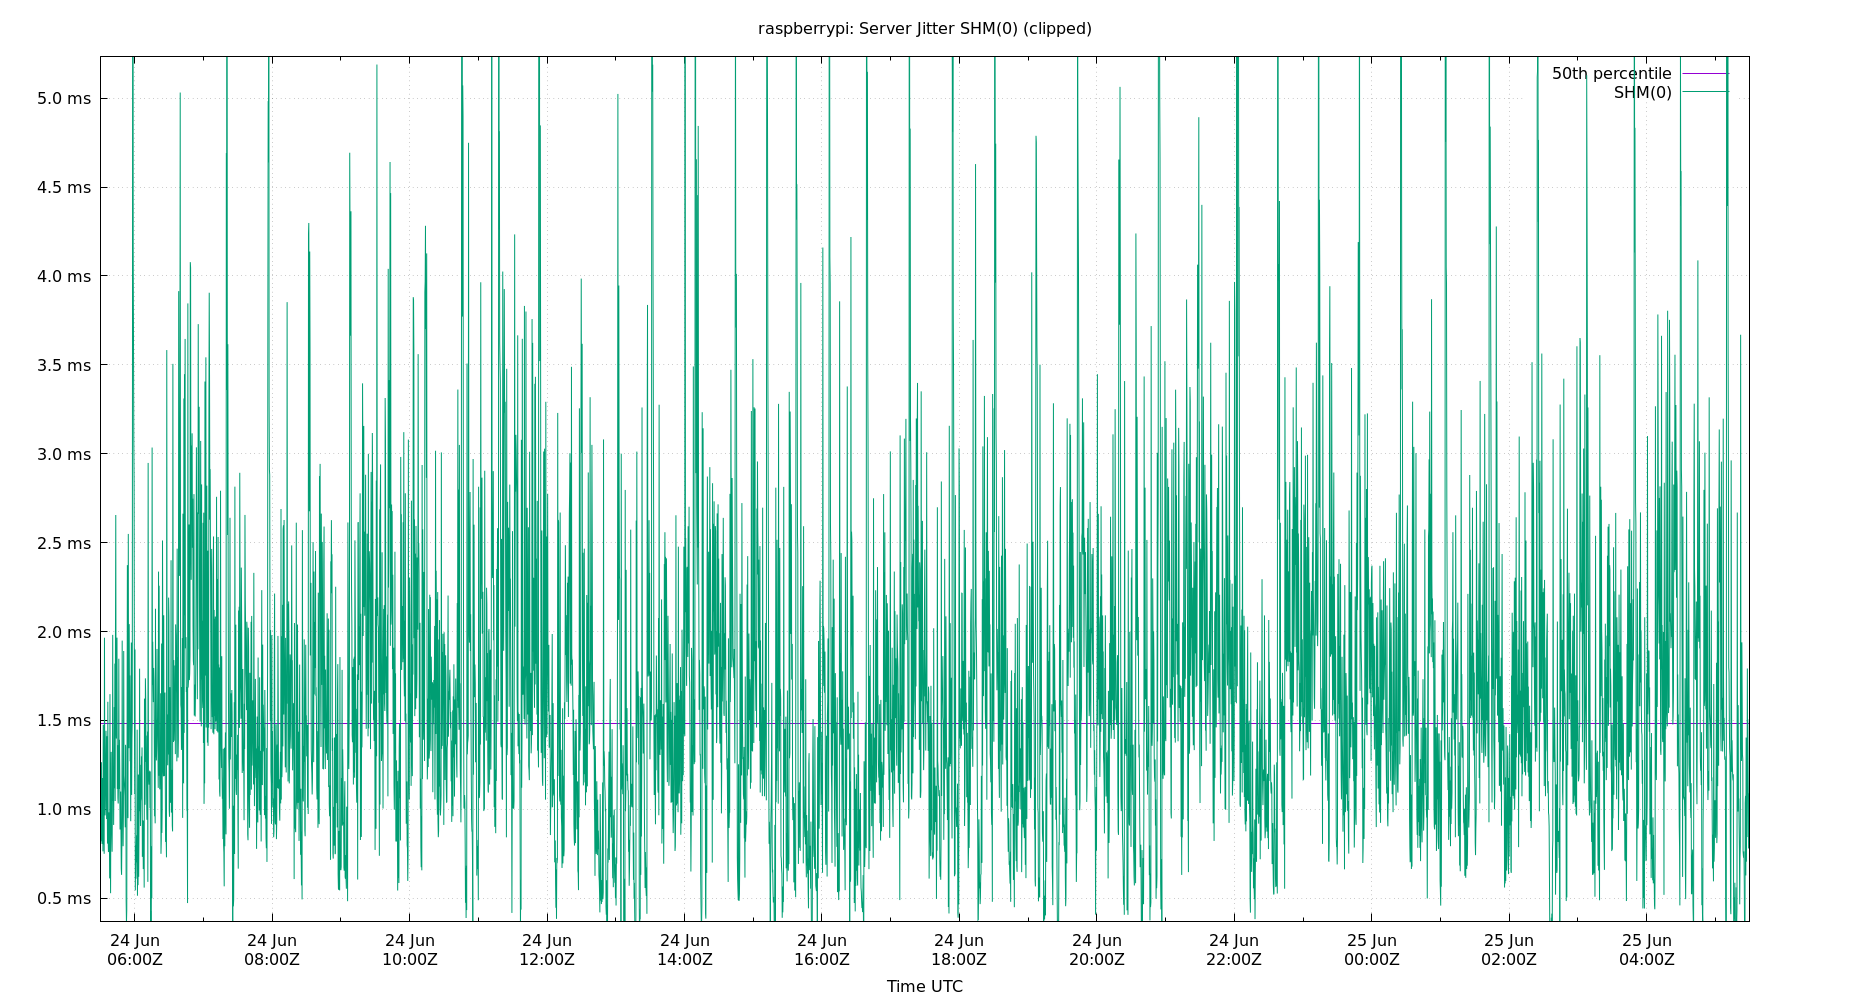 raspberrypi: Server Jitter SHM(0) (clipped)
50th percentile
SHM(0)
5.0 ms
4.5 ms
4.0 ms
3.5 ms
3.0 ms
2.5 ms
2.0 ms
1.5 ms
1.0 ms
0.5 ms
24 Jun 24 Jun 24 Jun 24 Jun 24 Jun 24 Jun 24 Jun 24 Jun 24 Jun 25 Jun 25 Jun 25 Jun
06:00Z 08:00Z 10:00Z 12:00Z 14:00Z 16:00Z 18:00Z 20:00Z 22:00Z 00:00Z 02:00Z 04:00Z
Time UTC